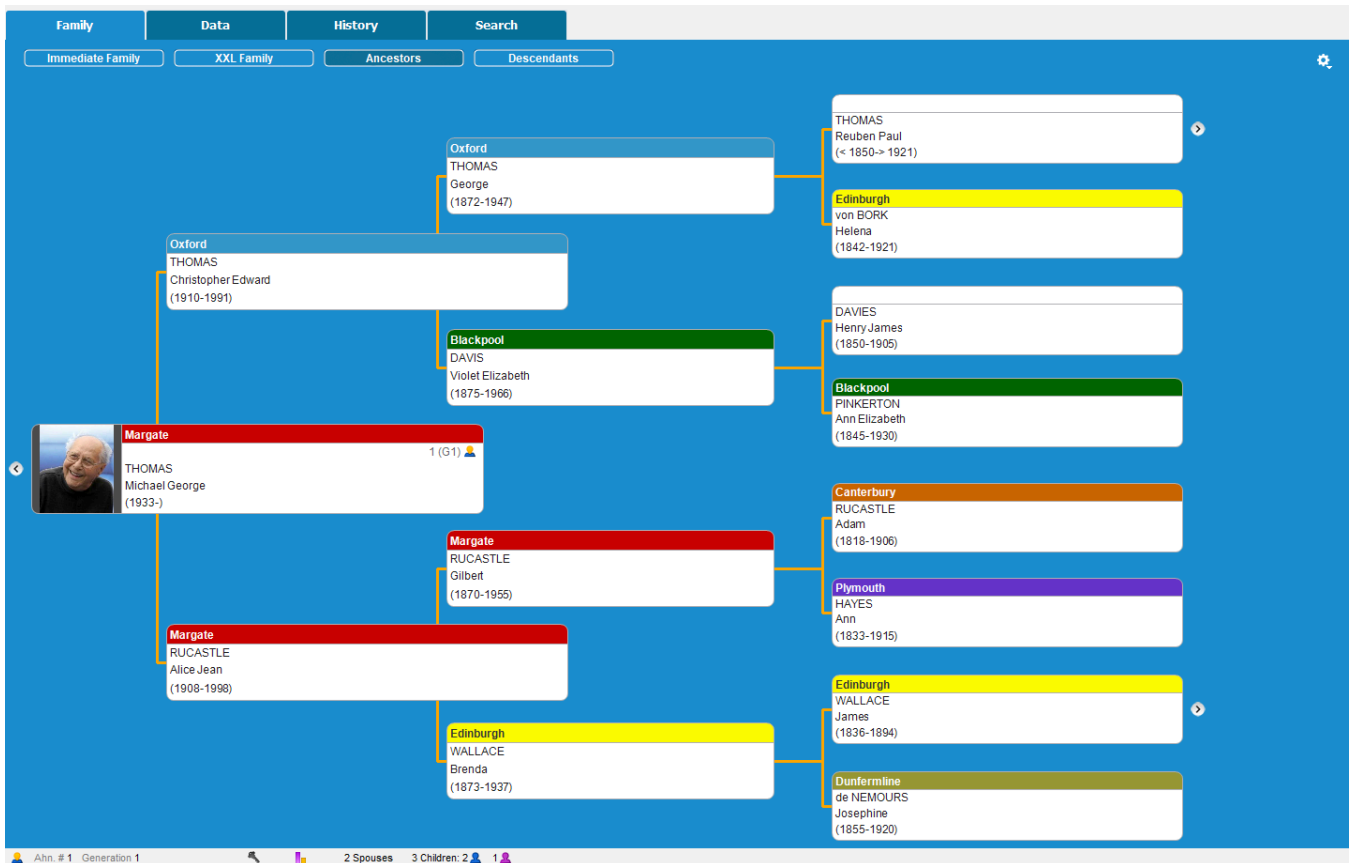 Family Data History Search
Immediate Family XXL Family Ancestors Descendants
THOMAS
Reuben Paul
(< 1850-> 1921)
Oxford
THOMAS
George
(1872-1947)
Edinburgh
von BORK
Helena
(1842-1921)
Oxford
THOMAS
Christopher Edward
(1910-1991)
DAVIES
Henry James
(1850-1905)
Blackpool
DAVIS
Violet Elizabeth
(1875-1966)
Blackpool
PINKERTON
Ann Elizabeth
(1845-1930)
Margate
1 (G1)
THOMAS
Michael George
(1933-)
Canterbury
RUCASTLE
Adam
(1818-1906)
Margate
RUCASTLE
Gilbert
(1870-1955)
Plymouth
HAYES
Ann
(1833-1915)
Margate
RUCASTLE
Alice Jean
(1908-1998)
Edinburgh
WALLACE
James
(1836-1894)
Edinburgh
WALLACE
Brenda
(1873-1937)
Dunfermline
de NEMOURS
Josephine
(1855-1920)
Ahn. # 1 Generation 1 2 Spouses 3 Children: 2 1